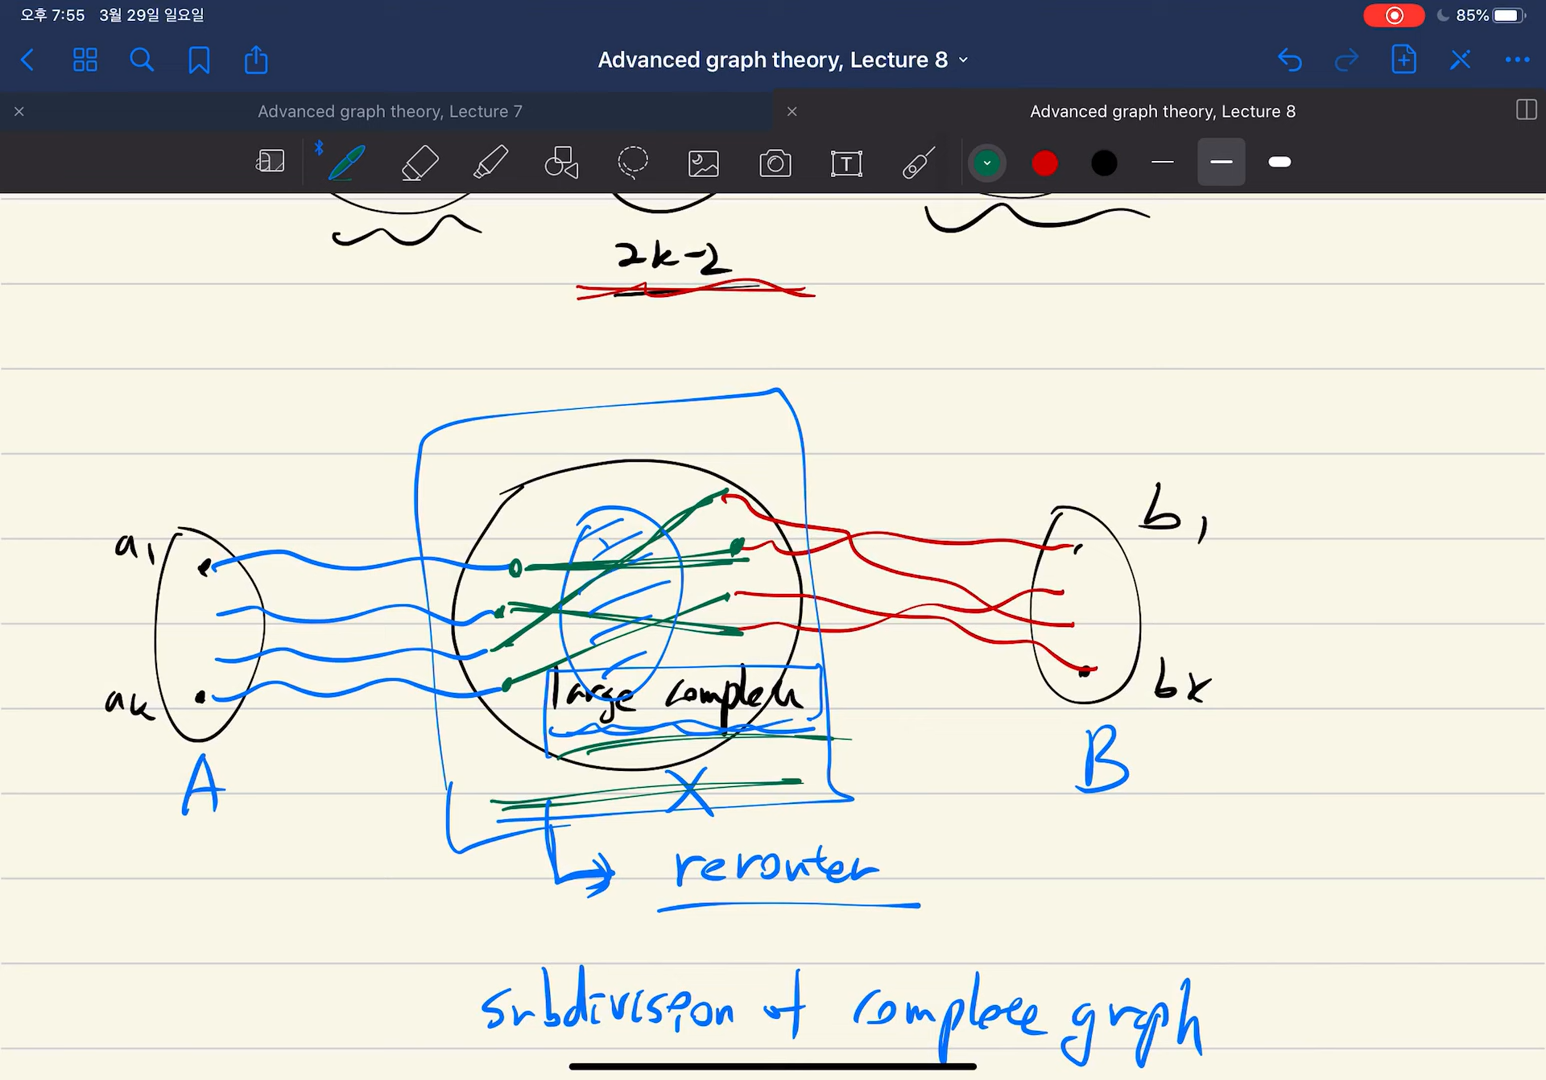 오후 7:55 3월 29일 일요일
85%
Advanced graph theory, Lecture 8
Advanced graph theory, Lecture 7
Advanced graph theory, Lecture 8
2k-2
a1
ak
A
large complete
X
b1
bk
B
rerouter
subdivision of complete graph